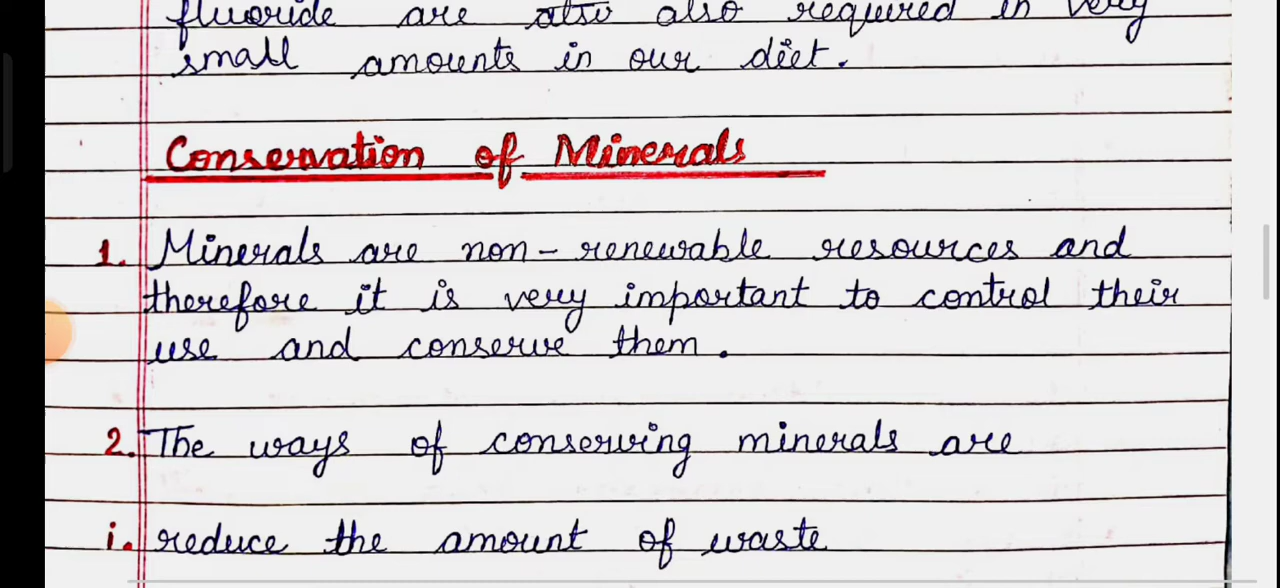 fluoride are also also required in very
small amounts in our diet.
Conservation of Minerals
1. Minerals are non-renewable resources and
therefore it is very important to control their
use and conserve them.
2. The ways of conserving minerals are
i. reduce the amount of waste